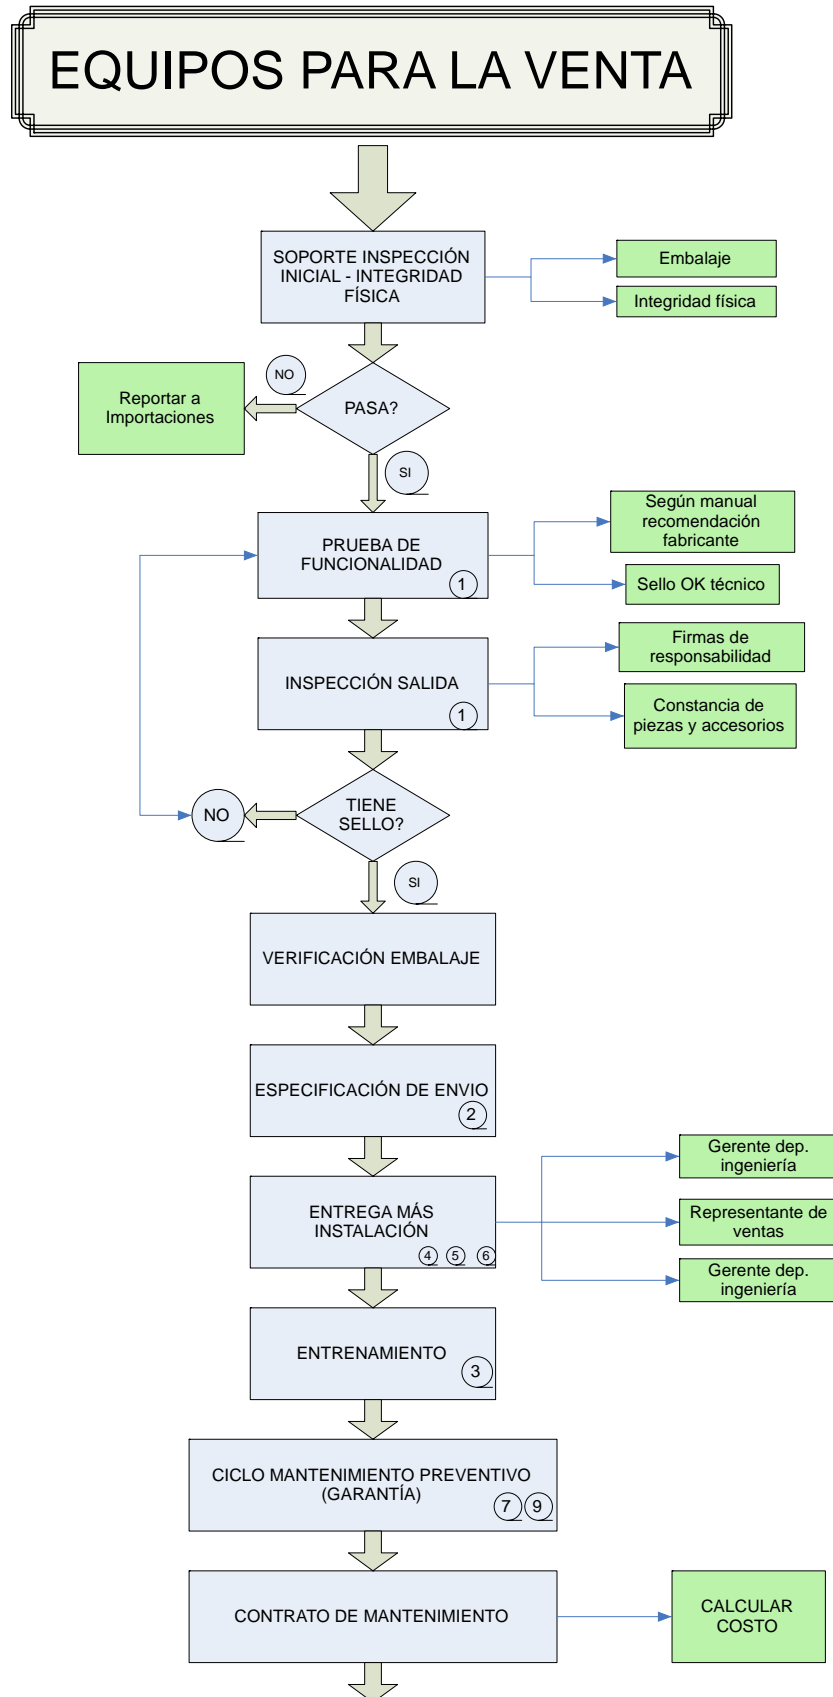 EQUIPOS PARA LA VENTA
SOPORTE INSPECCIÓN
INICIAL - INTEGRIDAD
FÍSICA
Embalaje
Integridad física
NO
Reportar a
Importaciones
PASA?
SI
PRUEBA DE
FUNCIONALIDAD
1
Según manual
recomendación
fabricante
Sello OK técnico
INSPECCIÓN SALIDA
1
Firmas de
responsabilidad
Constancia de
piezas y accesorios
TIENE
SELLO?
NO
SI
VERIFICACIÓN EMBALAJE
ESPECIFICACIÓN DE ENVIO
2
ENTREGA MÁS
INSTALACIÓN
4 5 6
Gerente dep.
ingeniería
Representante de
ventas
Gerente dep.
ingeniería
ENTRENAMIENTO
3
CICLO MANTENIMIENTO PREVENTIVO
(GARANTÍA)
7 9
CONTRATO DE MANTENIMIENTO
CALCULAR
COSTO